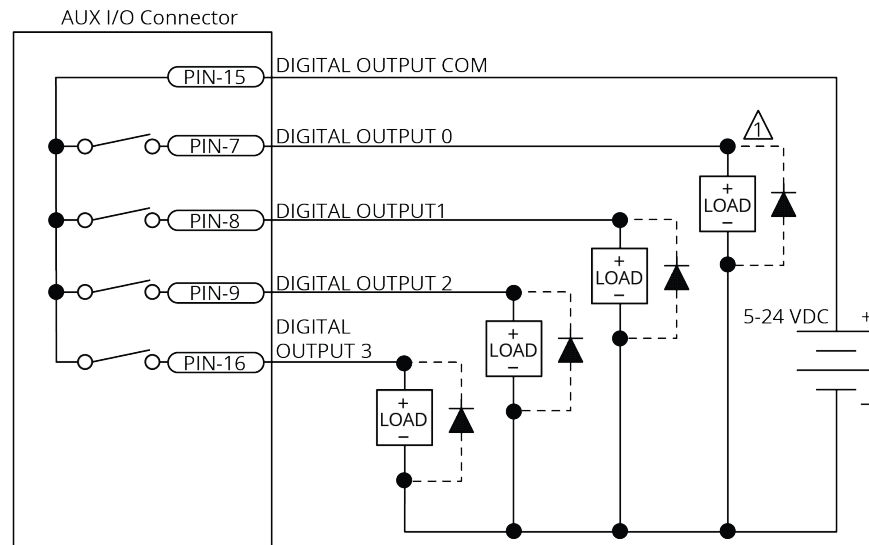 AUX I/O Connector
PIN-15
DIGITAL OUTPUT COM
PIN-7
DIGITAL OUTPUT 0
1
+
LOAD
–
PIN-8
DIGITAL OUTPUT1
+
LOAD
–
PIN-9
DIGITAL OUTPUT 2
+
LOAD
–
5-24 VDC
+
–
DIGITAL
OUTPUT 3
PIN-16
+
LOAD
–